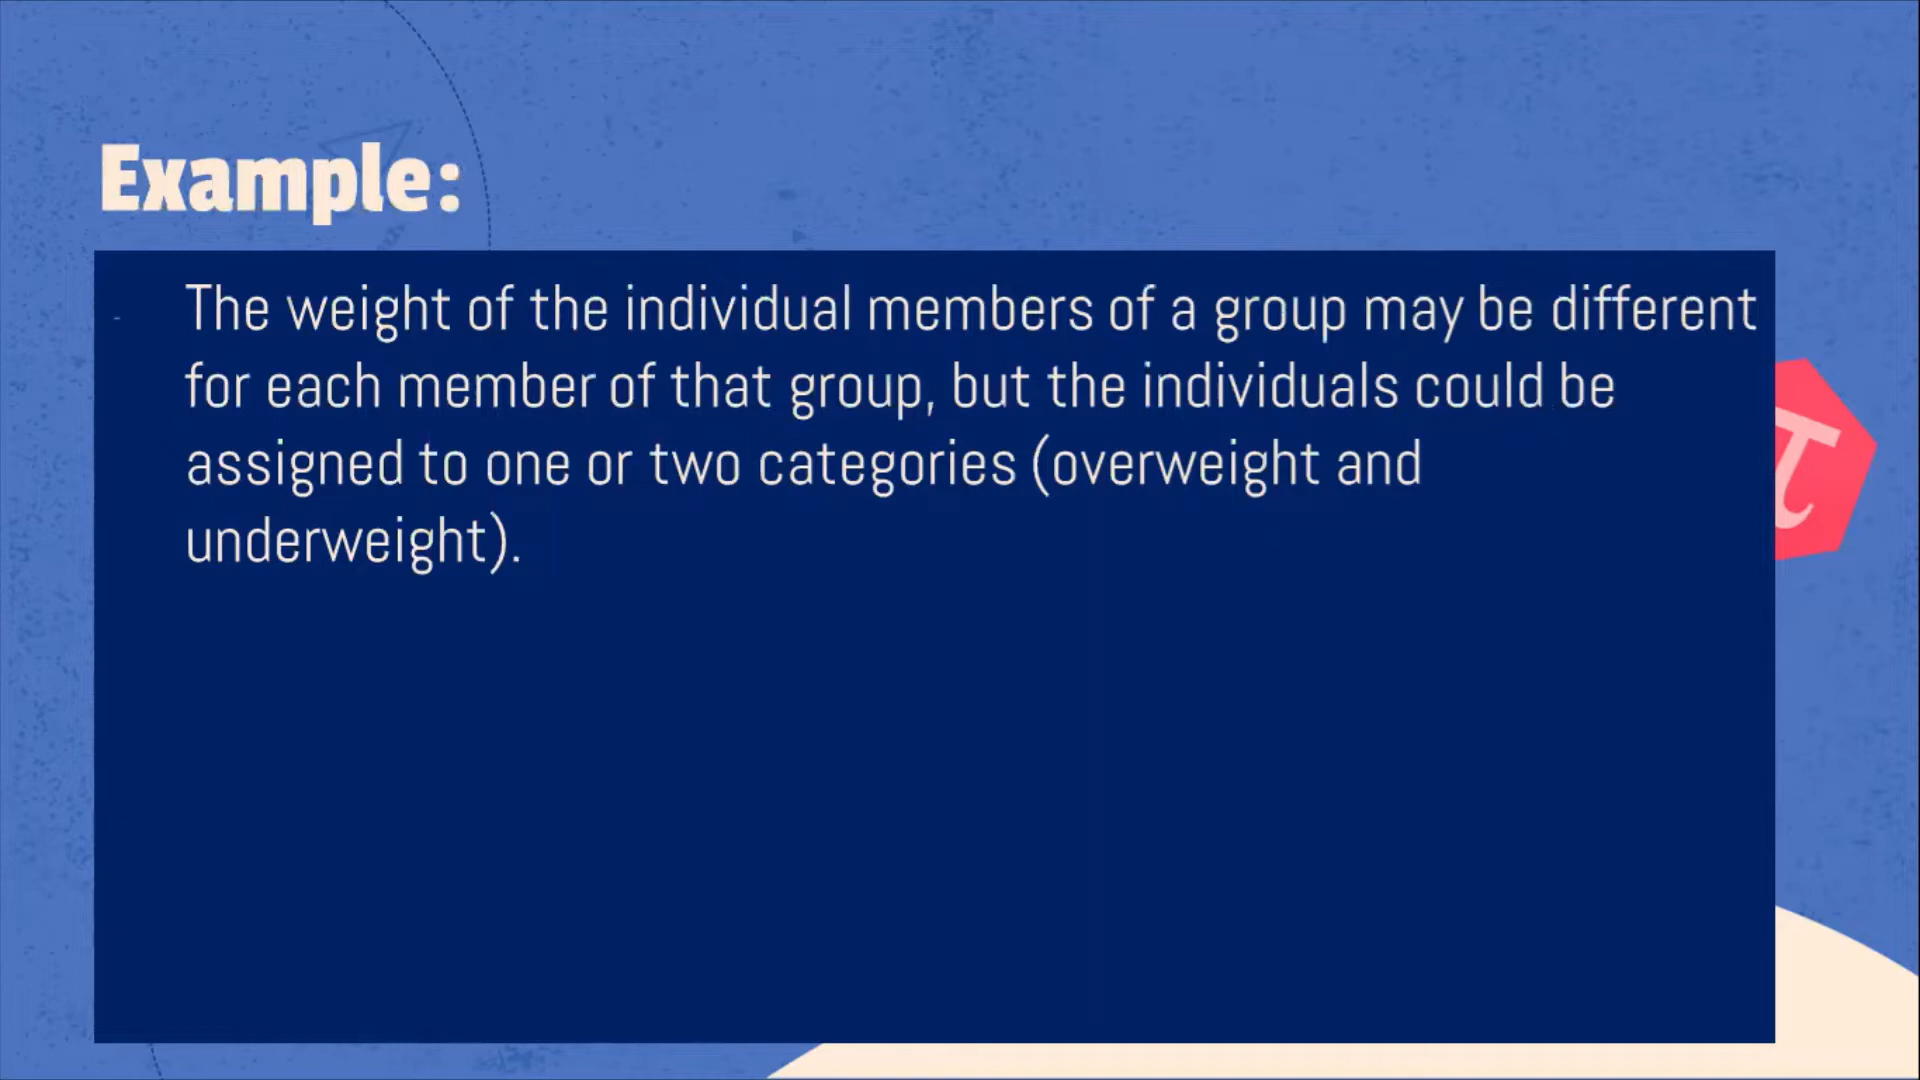 Example:
- The weight of the individual members of a group may be different
for each member of that group, but the individuals could be
assigned to one or two categories (overweight and
underweight).
π